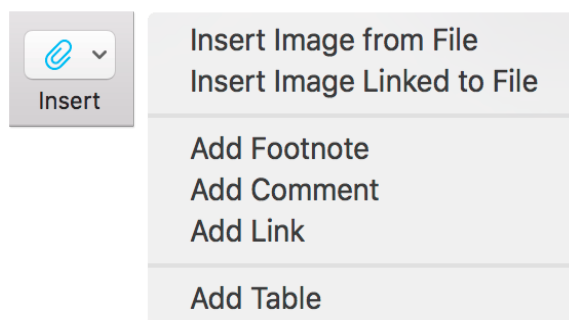 Insert
Insert Image from File
Insert Image Linked to File
Add Footnote
Add Comment
Add Link
Add Table